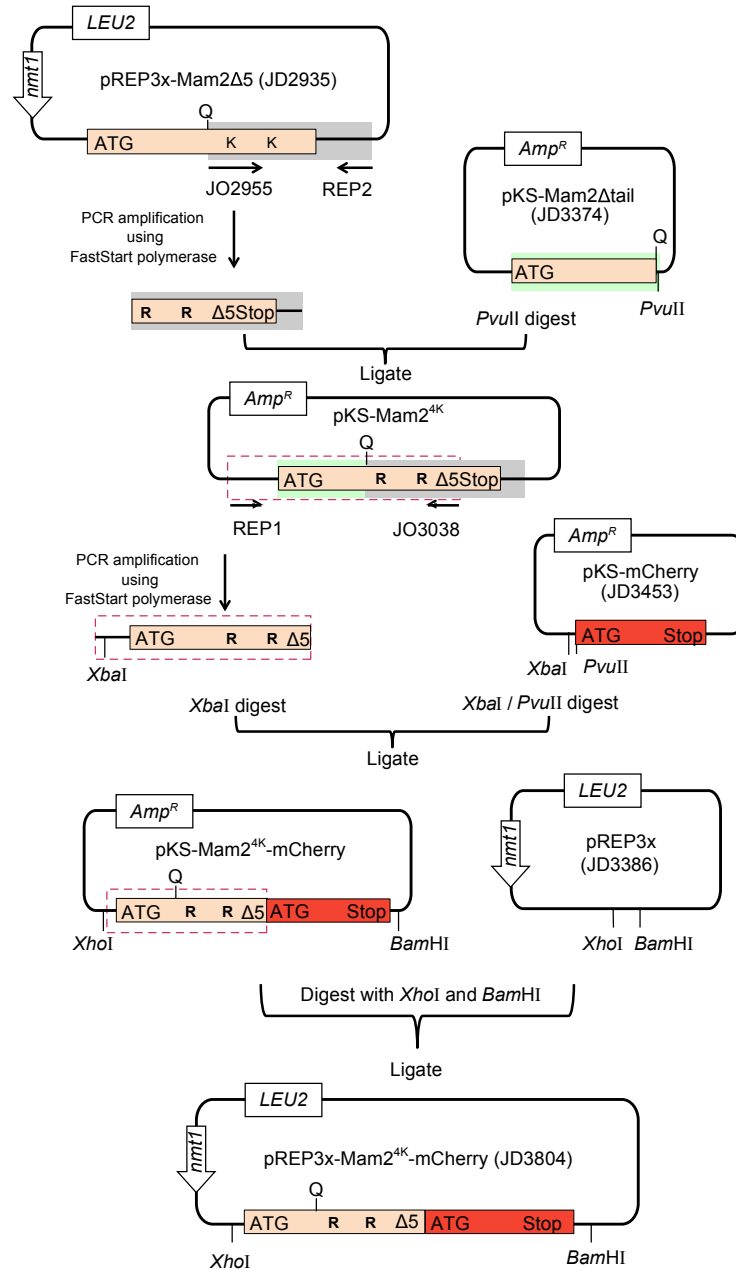 LEU2
nmt1
pREP3x-Mam2Δ5 (JD2935)
Q
ATG K K
JO2955 REP2
PCR amplification
using
FastStart polymerase
Amp^R
pKS-Mam2Δtail
(JD3374)
Q
ATG
PvuII
R R Δ5Stop
PvuII digest
Ligate
Amp^R
pKS-Mam2^4K
Q
ATG R R Δ5Stop
REP1 JO3038
PCR amplification
using
FastStart polymerase
ATG R R Δ5
XbaI
Amp^R
pKS-mCherry
(JD3453)
ATG Stop
XbaI PvuII
XbaI digest
XbaI / PvuII digest
Ligate
Amp^R
pKS-Mam2^4K-mCherry
Q
ATG R R Δ5 ATG Stop
XhoI BamHI
LEU2
nmt1
pREP3x
(JD3386)
XhoI BamHI
Digest with XhoI and BamHI
Ligate
LEU2
nmt1
pREP3x-Mam2^4K-mCherry (JD3804)
Q
ATG R R Δ5 ATG Stop
XhoI BamHI